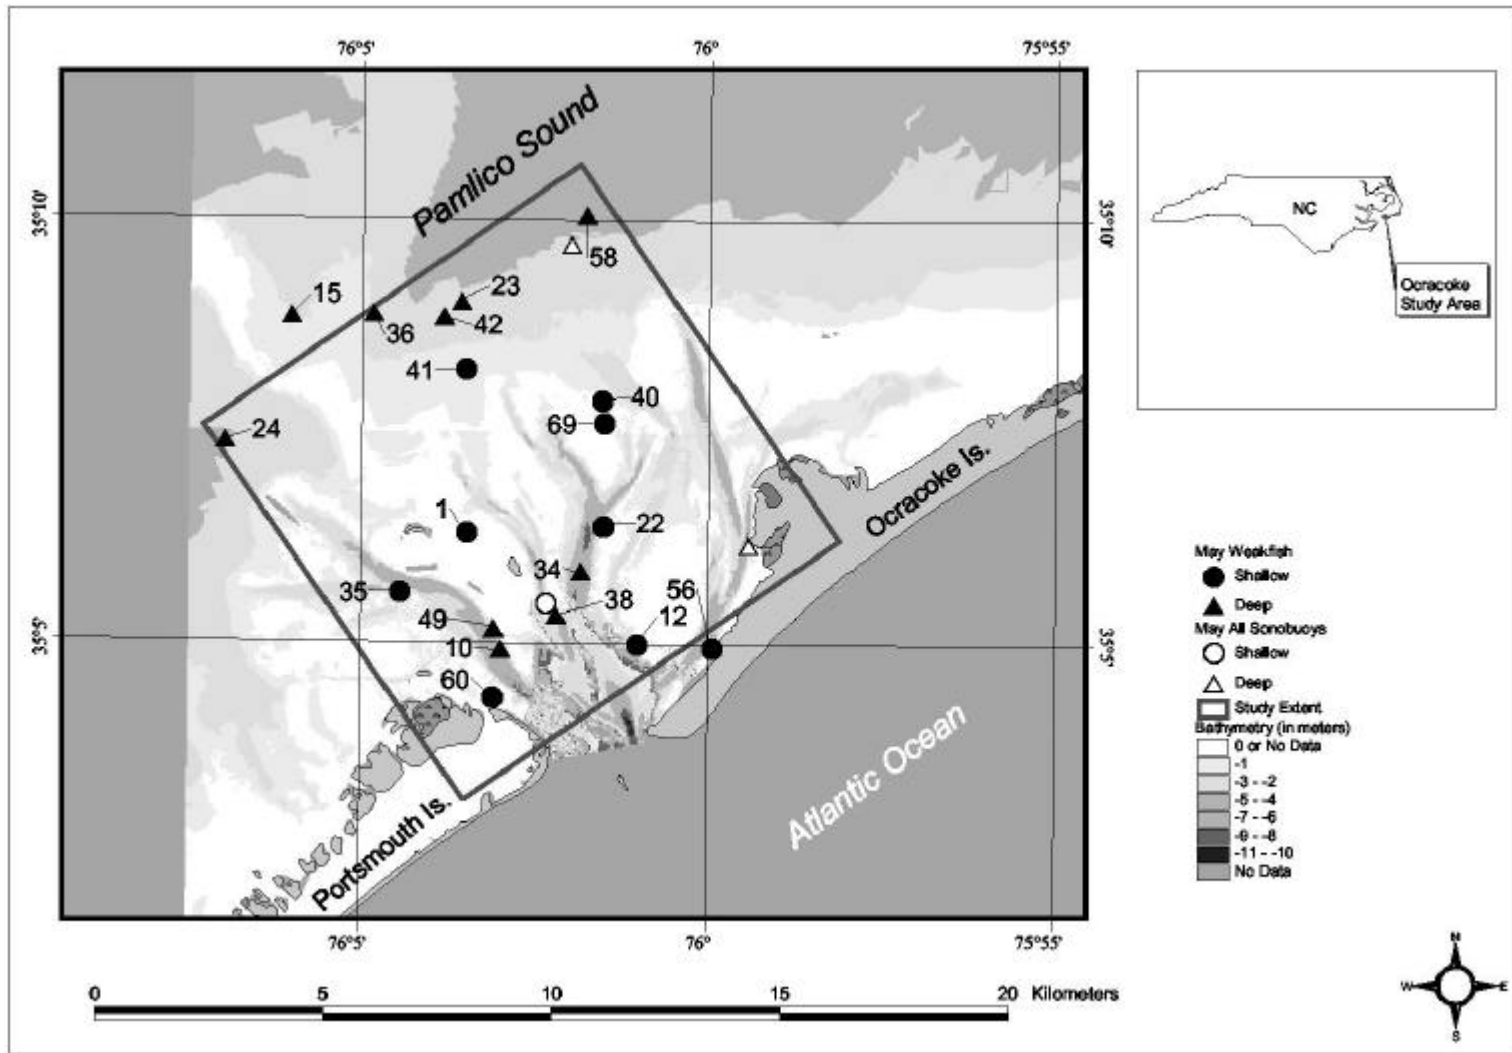 76°5' 76° 75°55'
Pamlico Sound
35°10' 35°10'
58
15 23
36 42
41
40
69
24
Ocracoke Is.
1 22
34
35 56
38 12
49
35°5' 10 35°5'
60
Atlantic Ocean
Portsmouth Is.
76°5' 76° 75°55'
0 5 10 15 20 Kilometers
NC
Ocracoke
Study Area
May Weakfish
Shallow
Deep
May All Sonobuoys
Shallow
Deep
Study Extent
Bathymetry (in meters)
0 or No Data
-1
-3 - -2
-5 - -4
-7 - -6
-9 - -8
-11 - -10
No Data
N
W E
S